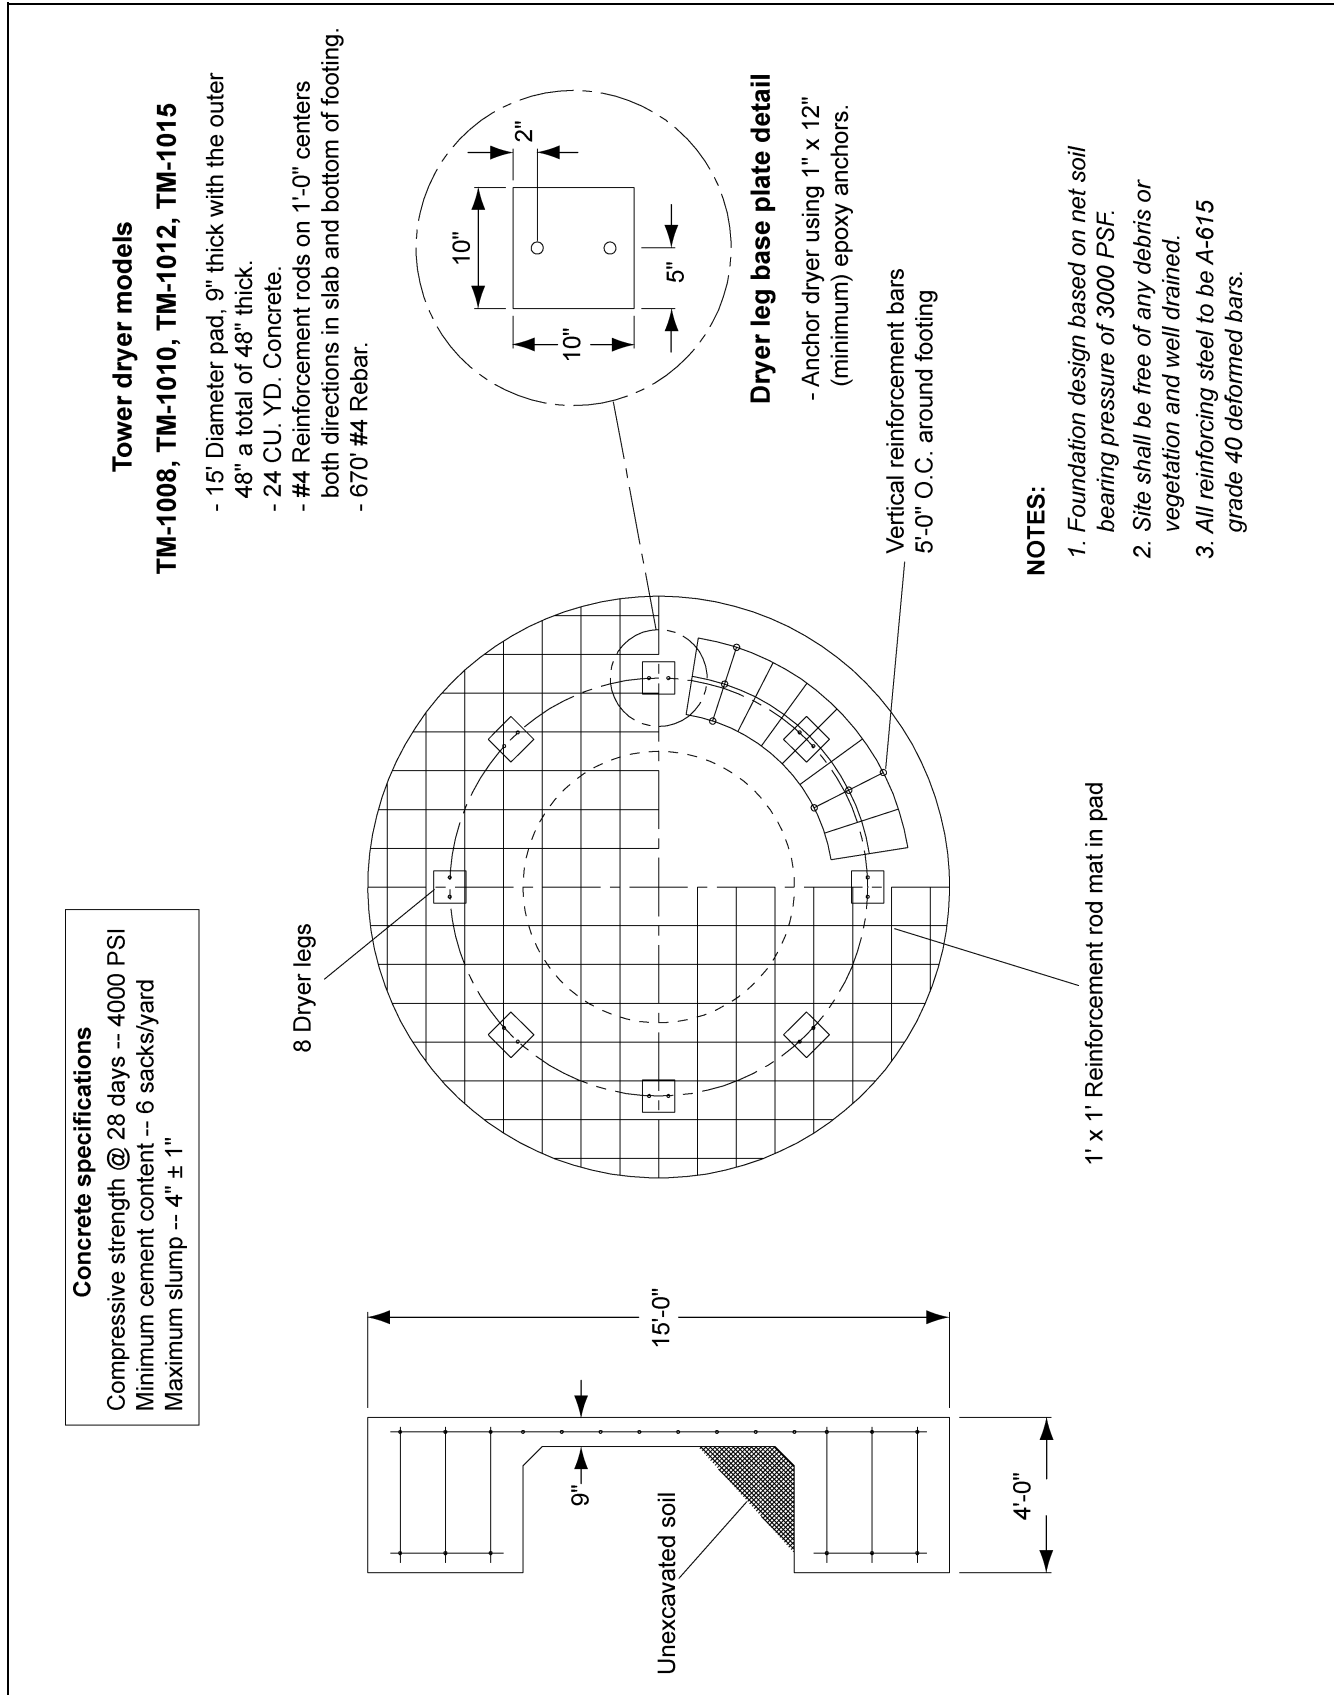 Tower dryer models
TM-1008, TM-1010, TM-1012, TM-1015
- 15' Diameter pad, 9" thick with the outer
48" a total of 48" thick.
- 24 CU. YD. Concrete.
- #4 Reinforcement rods on 1'-0" centers
both directions in slab and bottom of footing.
- 670' #4 Rebar.
Concrete specifications
Compressive strength @ 28 days -- 4000 PSI
Minimum cement content -- 6 sacks/yard
Maximum slump -- 4" ± 1"
8 Dryer legs
10"
2"
10"
5"
Dryer leg base plate detail
- Anchor dryer using 1" x 12"
(minimum) epoxy anchors.
Vertical reinforcement bars
5'-0" O.C. around footing
1' x 1' Reinforcement rod mat in pad
15'-0"
9"
Unexcavated soil
4'-0"
NOTES:
1. Foundation design based on net soil
bearing pressure of 3000 PSF.
2. Site shall be free of any debris or
vegetation and well drained.
3. All reinforcing steel to be A-615
grade 40 deformed bars.